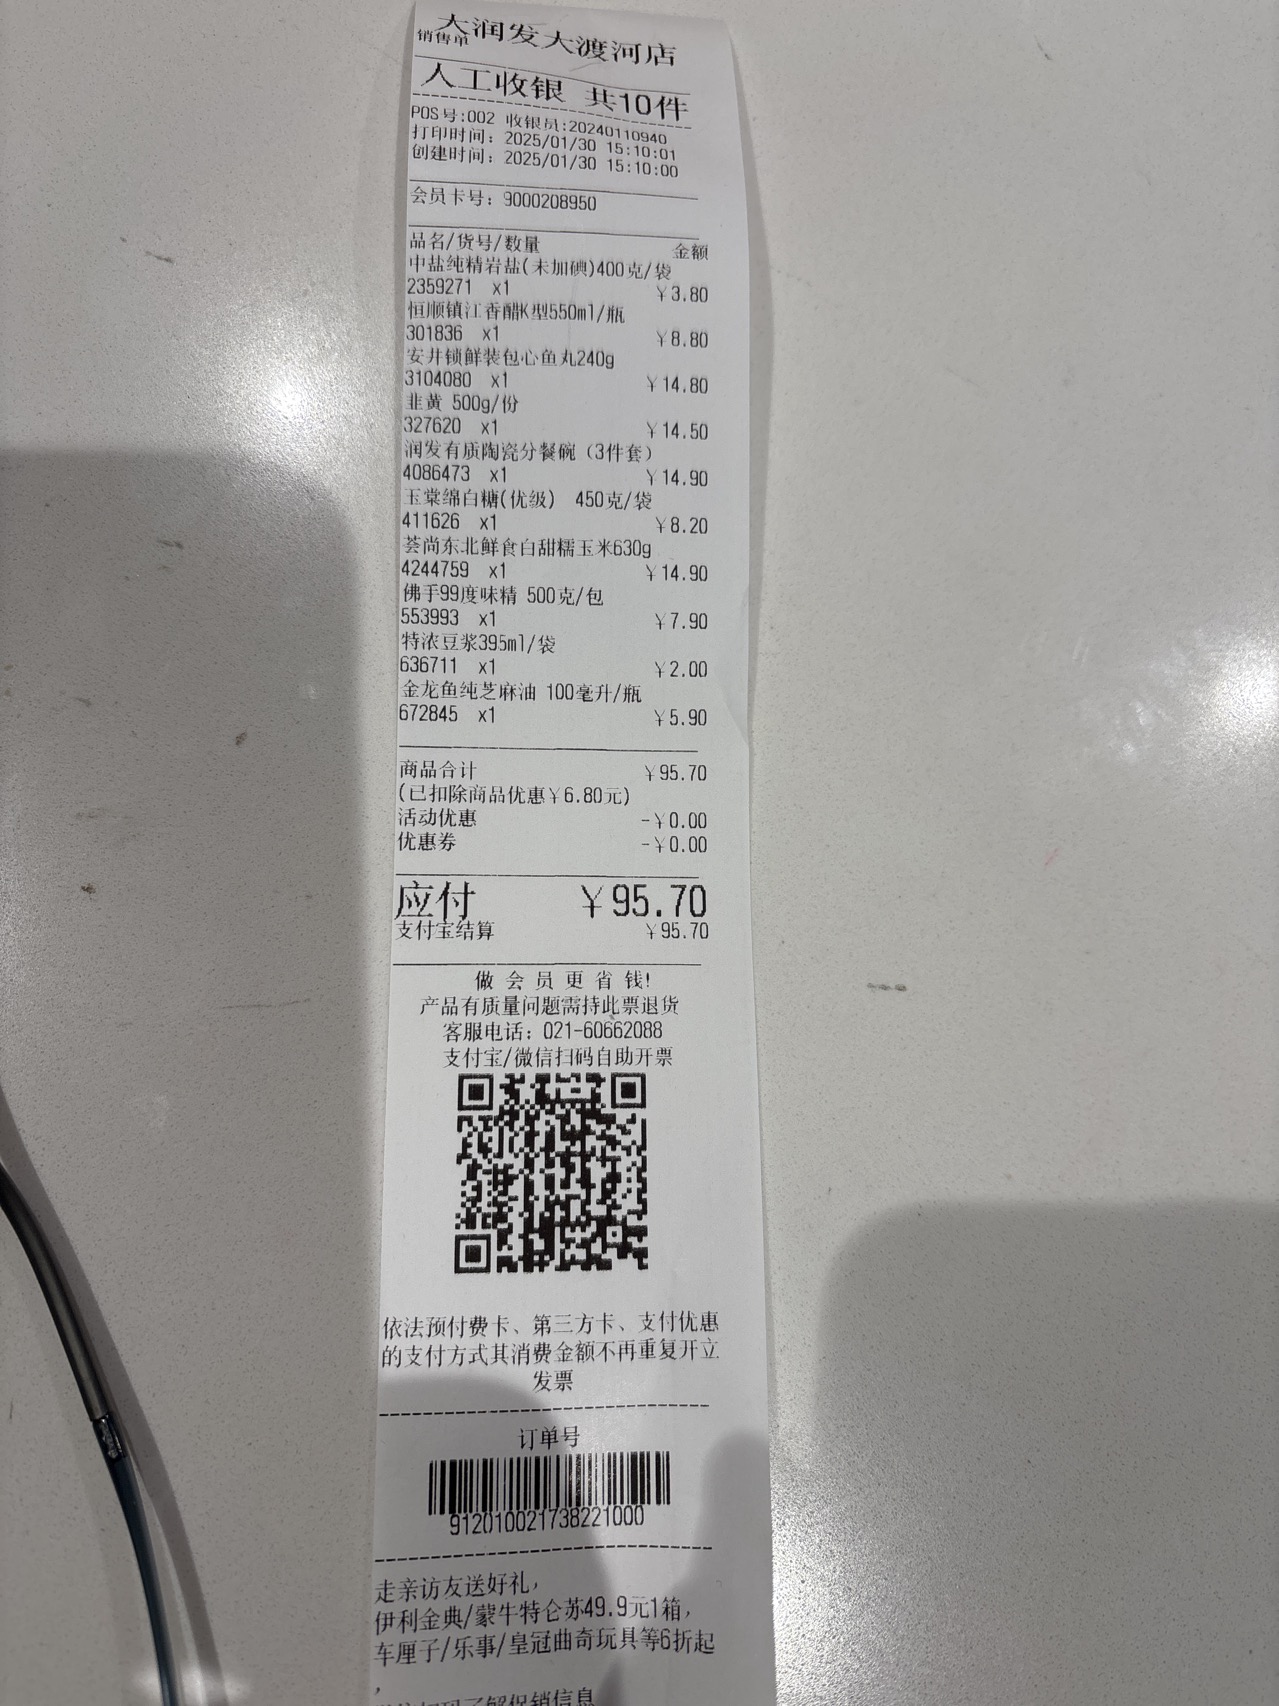 大润发大渡河店
销售单
人工收银 共10件
POS号:002 收银员:20240110940
打印时间: 2025/01/30 15:10:01
创建时间: 2025/01/30 15:10:00
会员卡号: 9000208950
品名/货号/数量 金额
中盐纯精岩盐(未加碘)400克/袋
2359271 x1 ¥3.80
恒顺镇江香醋K型550ml/瓶
301836 x1 ¥8.80
安井锁鲜装包心鱼丸240g
3104080 x1 ¥14.80
韭黄 500g/份
327620 x1 ¥14.50
润发有质陶瓷分餐碗（3件套）
4086473 x1 ¥14.90
玉棠绵白糖(优级) 450克/袋
411626 x1 ¥8.20
荟尚东北鲜食白甜糯玉米630g
4244759 x1 ¥14.90
佛手99度味精 500克/包
553993 x1 ¥7.90
特浓豆浆395ml/袋
636711 x1 ¥2.00
金龙鱼纯芝麻油 100毫升/瓶
672845 x1 ¥5.90
商品合计 ¥95.70
(已扣除商品优惠¥6.80元)
活动优惠 -¥0.00
优惠券 -¥0.00
应付 ¥95.70
支付宝结算 ¥95.70
做会员更省钱!
产品有质量问题需持此票退货
客服电话: 021-60662088
支付宝/微信扫码自助开票
依法预付费卡、第三方卡、支付优惠
的支付方式其消费金额不再重复开立
发票
订单号
912010021738221000
走亲访友送好礼,
伊利金典/蒙牛特仑苏49.9元1箱,
车厘子/乐事/皇冠曲奇玩具等6折起
,
了解促销信息